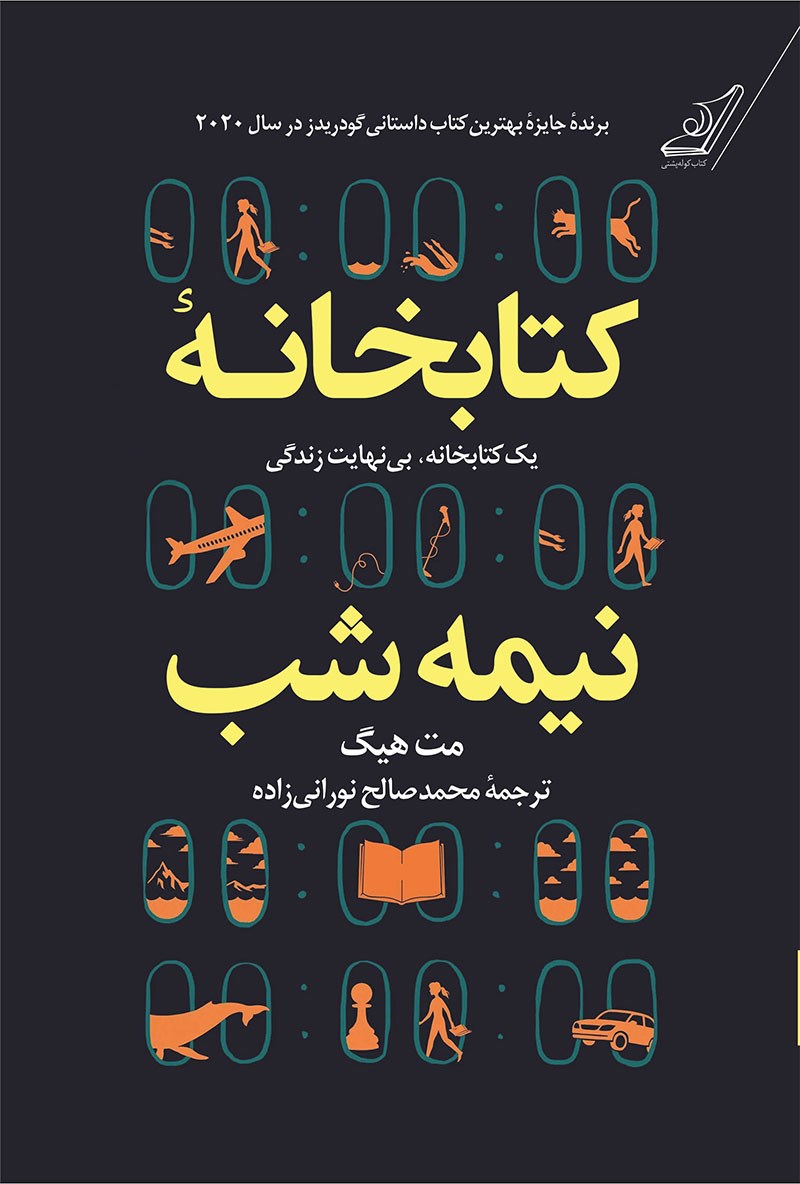 برندهٔ جایزهٔ بهترین کتاب داستانی گودریدز در سال ۲۰۲۰
کتاب کوله‌پشتی
کتابخانهٔ
یک کتابخانه، بی‌نهایت زندگی
نیمه شب
مت هیگ
ترجمهٔ محمدصالح نورانی‌زاده